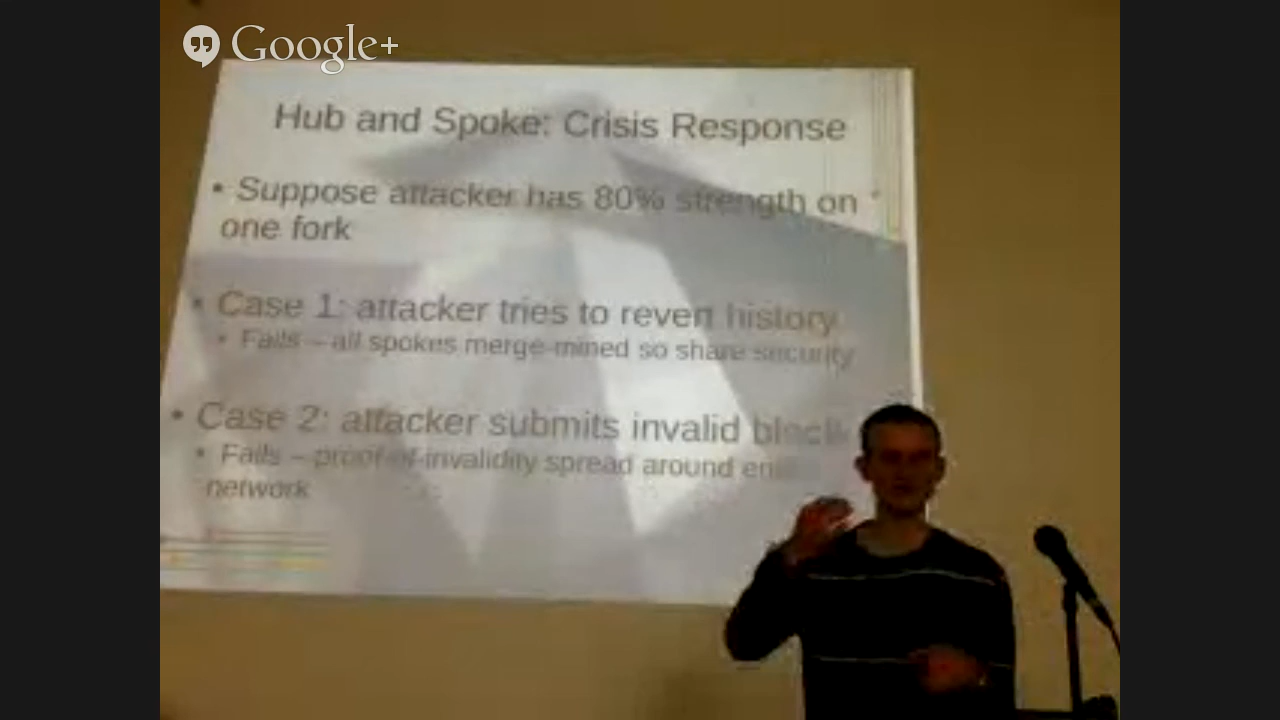 Google+
Hub and Spoke: Crisis Response
• Suppose attacker has 80% strength on
one fork
• Case 1: attacker tries to revert history
• Fails – all spokes merge-mined so share security
• Case 2: attacker submits invalid block
• Fails – proof-of-invalidity spread around
network